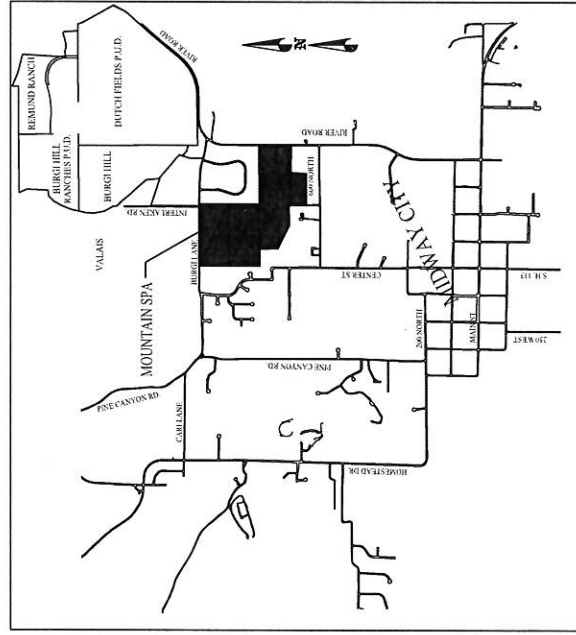 REMUND RANCH
DUTCH FIELDS P.U.D.
RIVER ROAD
BURGI HILL
RANCHES P.U.D.
BURGI HILL
INTERLAKEN RD
VALAIS
MOUNTAIN SPA
BURGI LANE
PINE CANYON RD
CARI LANE
600 NORTH
RIVER ROAD
CENTER ST
MIDWAY CITY
PINE CANYON RD
HOMESTEAD DR
200 NORTH
MAIN ST
S.H. 113
250 WEST